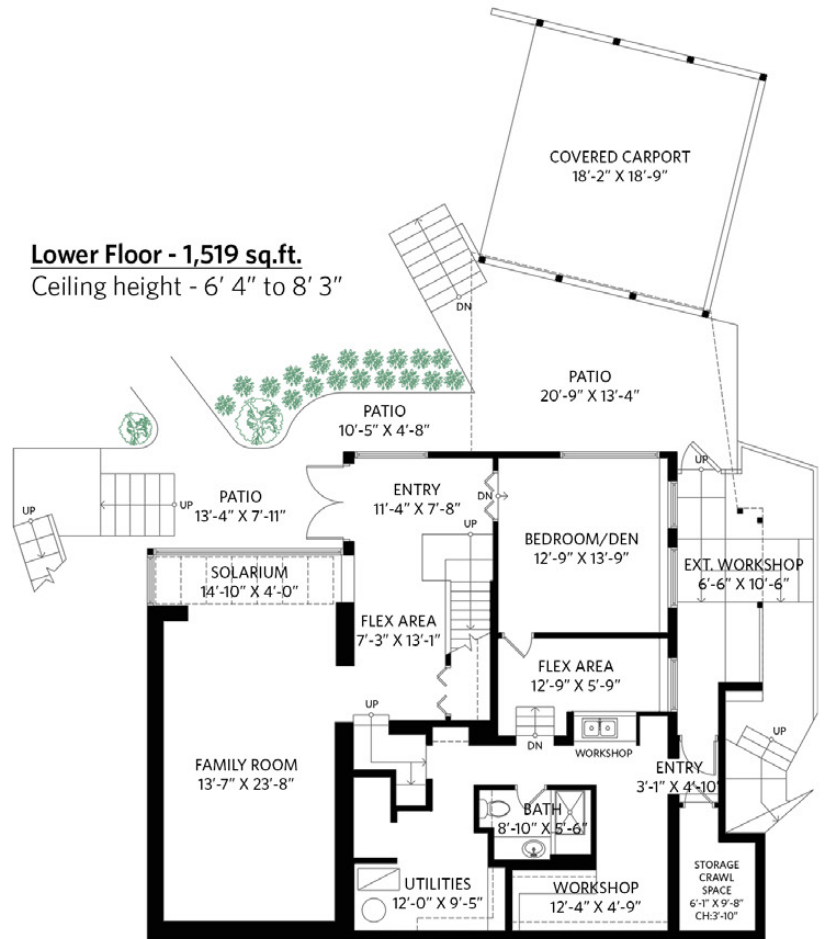 COVERED CARPORT
18'-2" X 18'-9"
Lower Floor - 1,519 sq.ft.
Ceiling height - 6' 4" to 8' 3"
DN
PATIO
20'-9" X 13'-4"
PATIO
10'-5" X 4'-8"
UP
UP
PATIO
13'-4" X 7'-11"
ENTRY
11'-4" X 7'-8"
DN
UP
UP
BEDROOM/DEN
12'-9" X 13'-9"
EXT. WORKSHOP
6'-6" X 10'-6"
SOLARIUM
14'-10" X 4'-0"
FLEX AREA
7'-3" X 13'-1"
FLEX AREA
12'-9" X 5'-9"
UP
DN
WORKSHOP
UP
FAMILY ROOM
13'-7" X 23'-8"
ENTRY
3'-1" X 4'-10"
BATH
8'-10" X 5'-6"
UTILITIES
12'-0" X 9'-5"
WORKSHOP
12'-4" X 4'-9"
STORAGE
CRAWL
SPACE
6'-1" X 9'-8"
CH:3'-10"